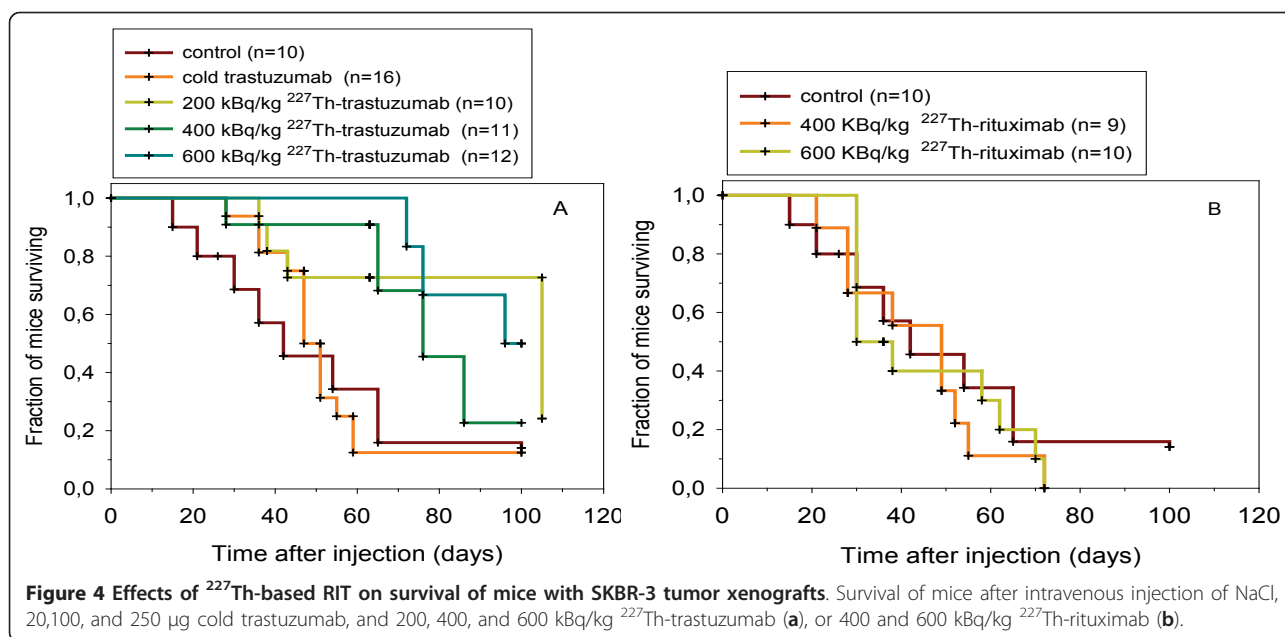 control (n=10)
cold trastuzumab (n=16)
200 kBq/kg ²²⁷Th-trastuzumab (n=10)
400 kBq/kg ²²⁷Th-trastuzumab (n=11)
600 kBq/kg ²²⁷Th-trastuzumab (n=12)
A
Fraction of mice surviving
1,0
0,8
0,6
0,4
0,2
0,0
0 20 40 60 80 100 120
Time after injection (days)
control (n=10)
400 KBq/kg ²²⁷Th-rituximab (n= 9)
600 KBq/kg ²²⁷Th-rituximab (n=10)
B
Fraction of mice surviving
1,0
0,8
0,6
0,4
0,2
0,0
0 20 40 60 80 100 120
Time after injection (days)
Figure 4 Effects of ²²⁷Th-based RIT on survival of mice with SKBR-3 tumor xenografts. Survival of mice after intravenous injection of NaCl,
20,100, and 250 μg cold trastuzumab, and 200, 400, and 600 kBq/kg ²²⁷Th-trastuzumab (a), or 400 and 600 kBq/kg ²²⁷Th-rituximab (b).